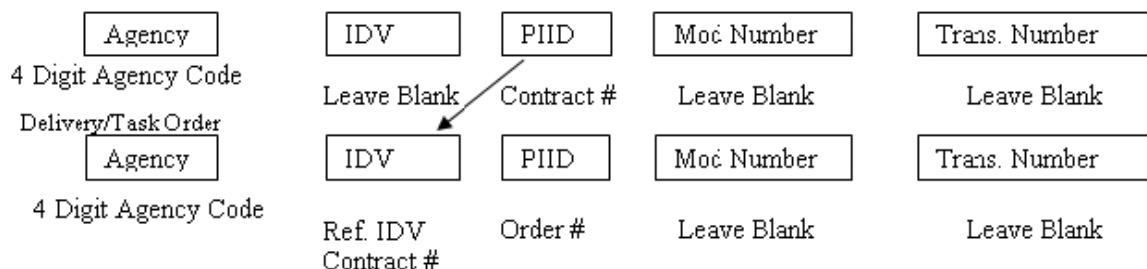 Agency IDV PIID Mod Number Trans. Number
4 Digit Agency Code
Leave Blank Contract # Leave Blank Leave Blank
Delivery/Task Order
Agency IDV PIID Mod Number Trans. Number
4 Digit Agency Code
Ref. IDV Order # Leave Blank Leave Blank
Contract #